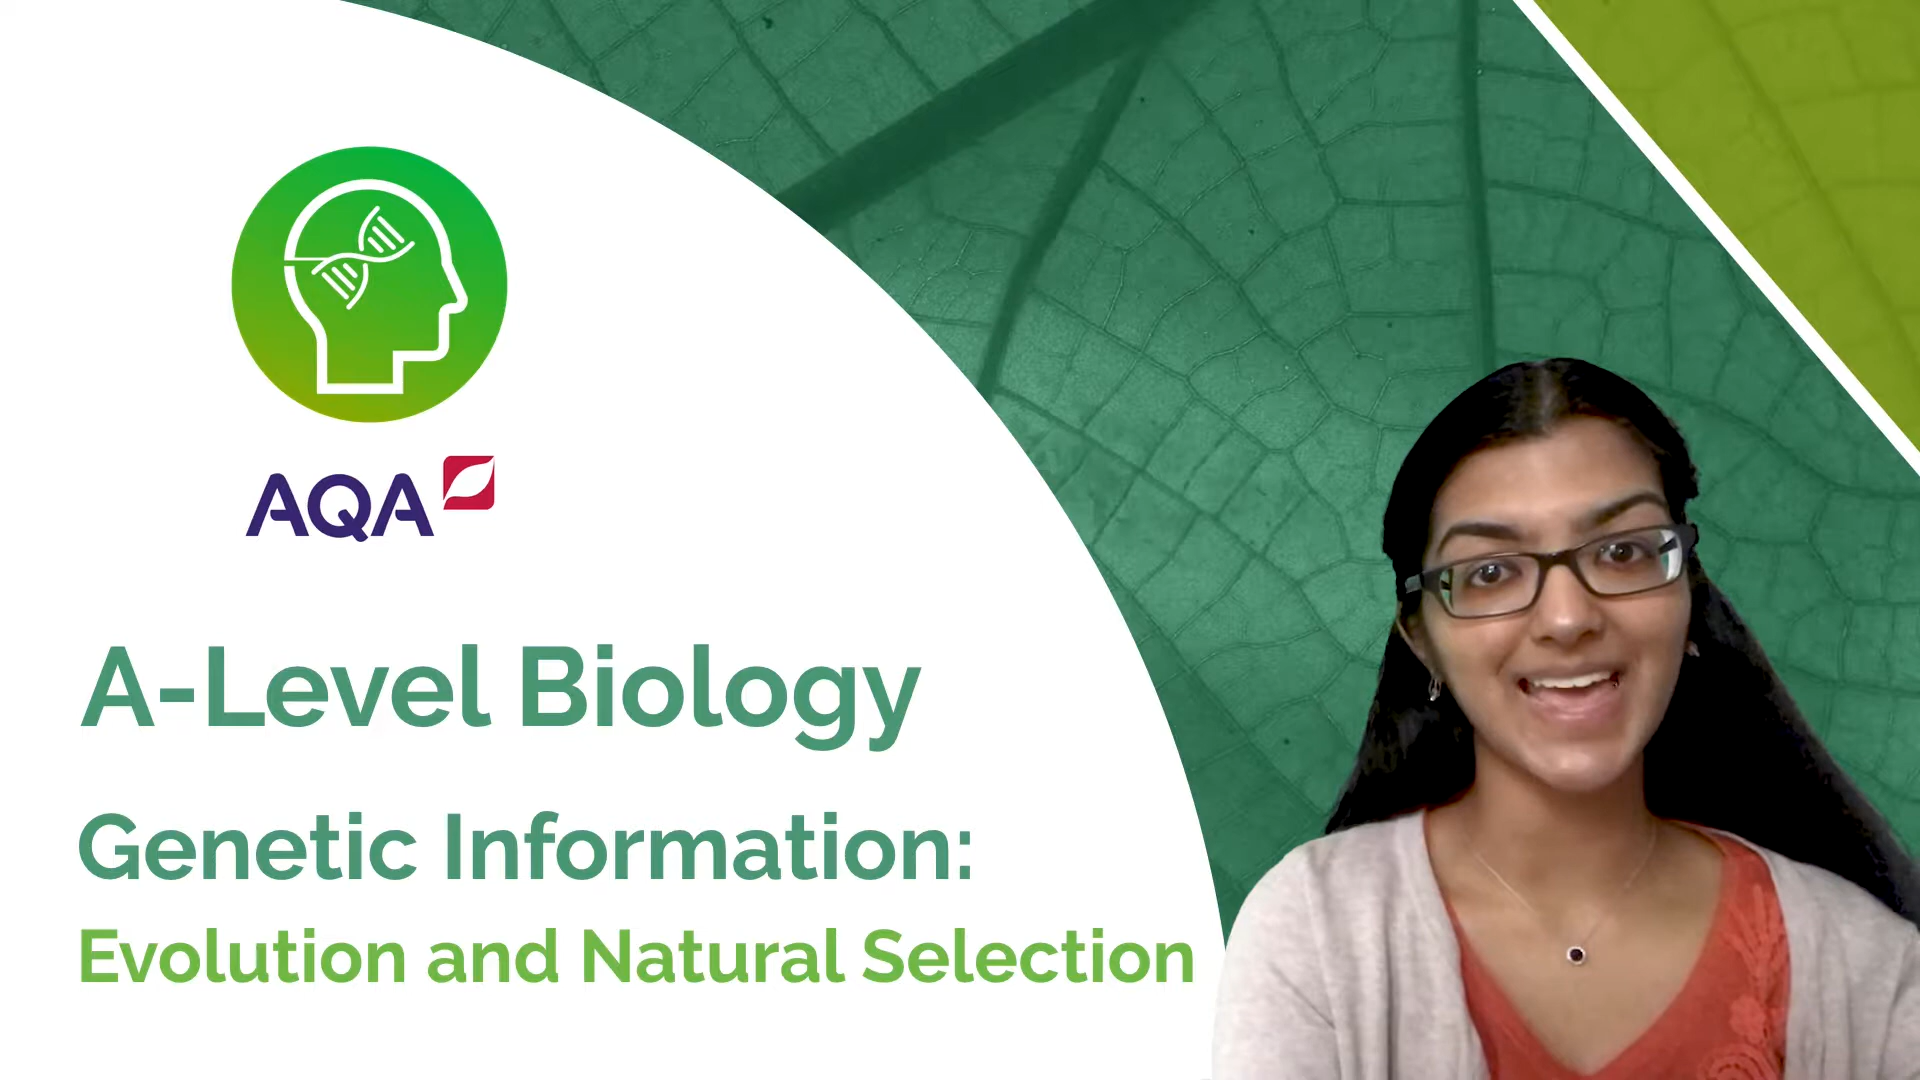 AQA
A-Level Biology
Genetic Information:
Evolution and Natural Selection